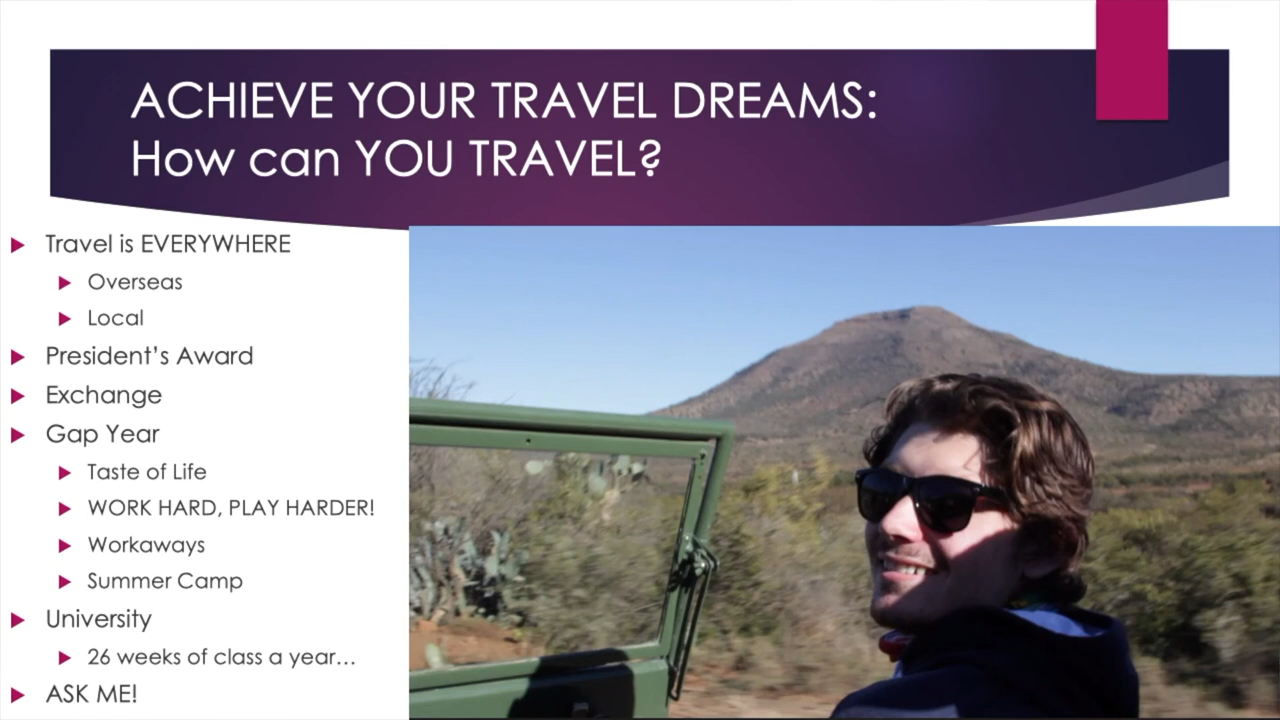 ACHIEVE YOUR TRAVEL DREAMS:
How can YOU TRAVEL?
Travel is EVERYWHERE
Overseas
Local
President’s Award
Exchange
Gap Year
Taste of Life
WORK HARD, PLAY HARDER!
Workaways
Summer Camp
University
26 weeks of class a year…
ASK ME!